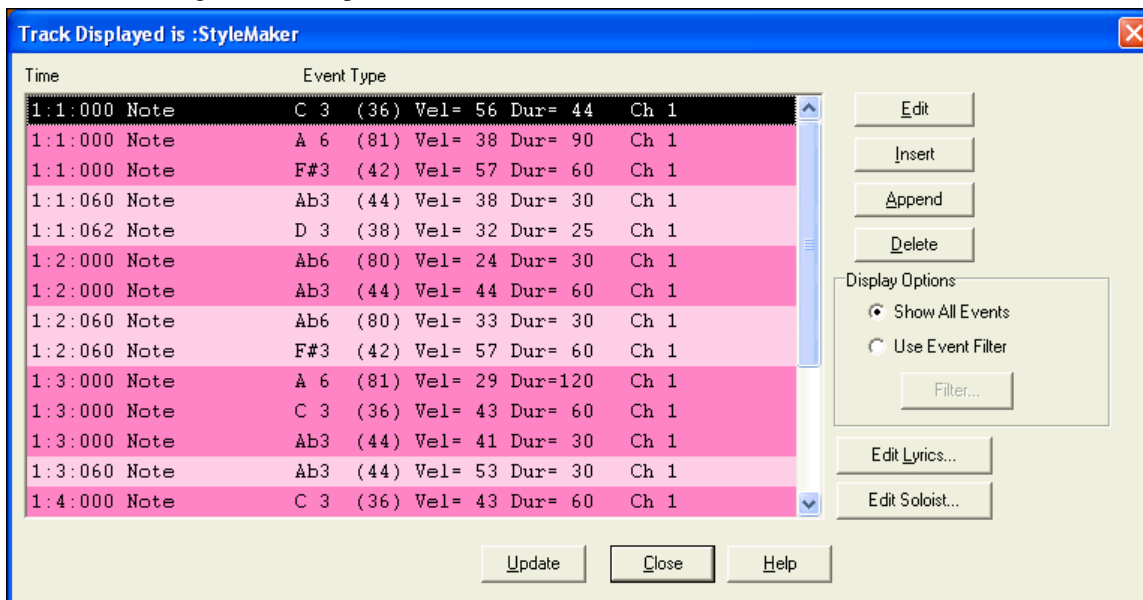 Track Displayed is :StyleMaker
Time Event Type
1:1:000 Note C 3 (36) Vel= 56 Dur= 44 Ch 1
1:1:000 Note A 6 (81) Vel= 38 Dur= 90 Ch 1
1:1:000 Note F#3 (42) Vel= 57 Dur= 60 Ch 1
1:1:060 Note Ab3 (44) Vel= 38 Dur= 30 Ch 1
1:1:062 Note D 3 (38) Vel= 32 Dur= 25 Ch 1
1:2:000 Note Ab6 (80) Vel= 24 Dur= 30 Ch 1
1:2:000 Note Ab3 (44) Vel= 44 Dur= 60 Ch 1
1:2:060 Note Ab6 (80) Vel= 33 Dur= 30 Ch 1
1:2:060 Note F#3 (42) Vel= 57 Dur= 60 Ch 1
1:3:000 Note A 6 (81) Vel= 29 Dur=120 Ch 1
1:3:000 Note C 3 (36) Vel= 43 Dur= 60 Ch 1
1:3:000 Note Ab3 (44) Vel= 41 Dur= 30 Ch 1
1:3:060 Note Ab3 (44) Vel= 53 Dur= 30 Ch 1
1:4:000 Note C 3 (36) Vel= 43 Dur= 60 Ch 1
Edit
Insert
Append
Delete
Display Options
Show All Events
Use Event Filter
Filter...
Edit Lyrics...
Edit Soloist...
Update Close Help